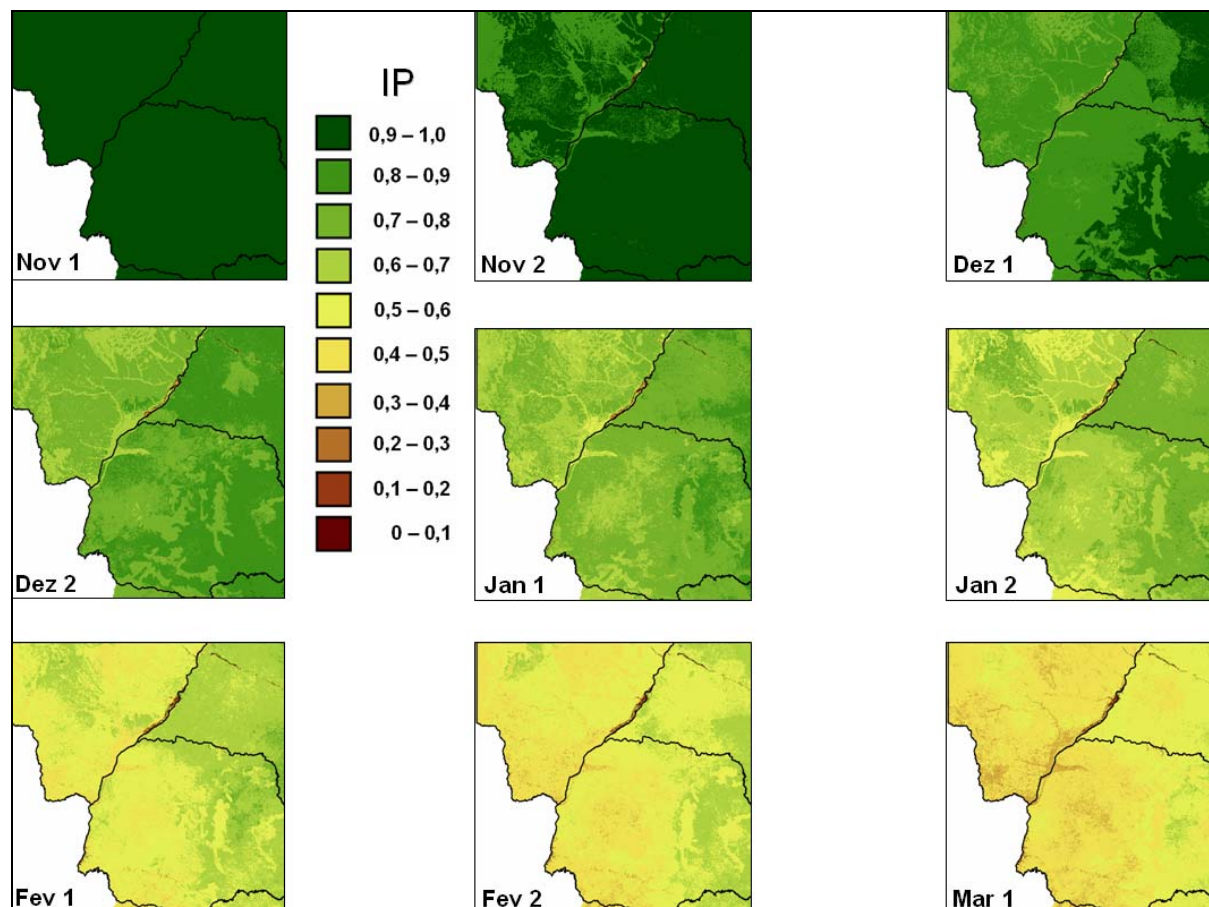 IP
0,9 – 1,0
0,8 – 0,9
0,7 – 0,8
0,6 – 0,7
0,5 – 0,6
0,4 – 0,5
0,3 – 0,4
0,2 – 0,3
0,1 – 0,2
0 – 0,1
Nov 1
Nov 2
Dez 1
Dez 2
Jan 1
Jan 2
Fev 1
Fev 2
Mar 1